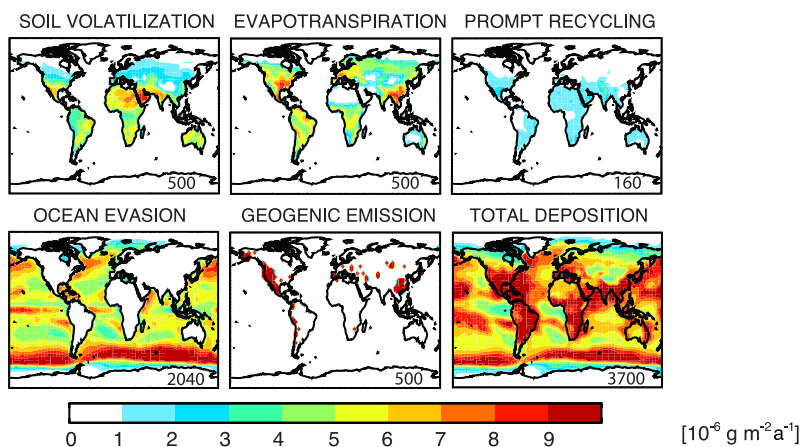 SOIL VOLATILIZATION EVAPOTRANSPIRATION PROMPT RECYCLING
500 500 160
OCEAN EVASION GEOGENIC EMISSION TOTAL DEPOSITION
2040 500 3700
0 1 2 3 4 5 6 7 8 9
[10⁻⁶ g m⁻²a⁻¹]